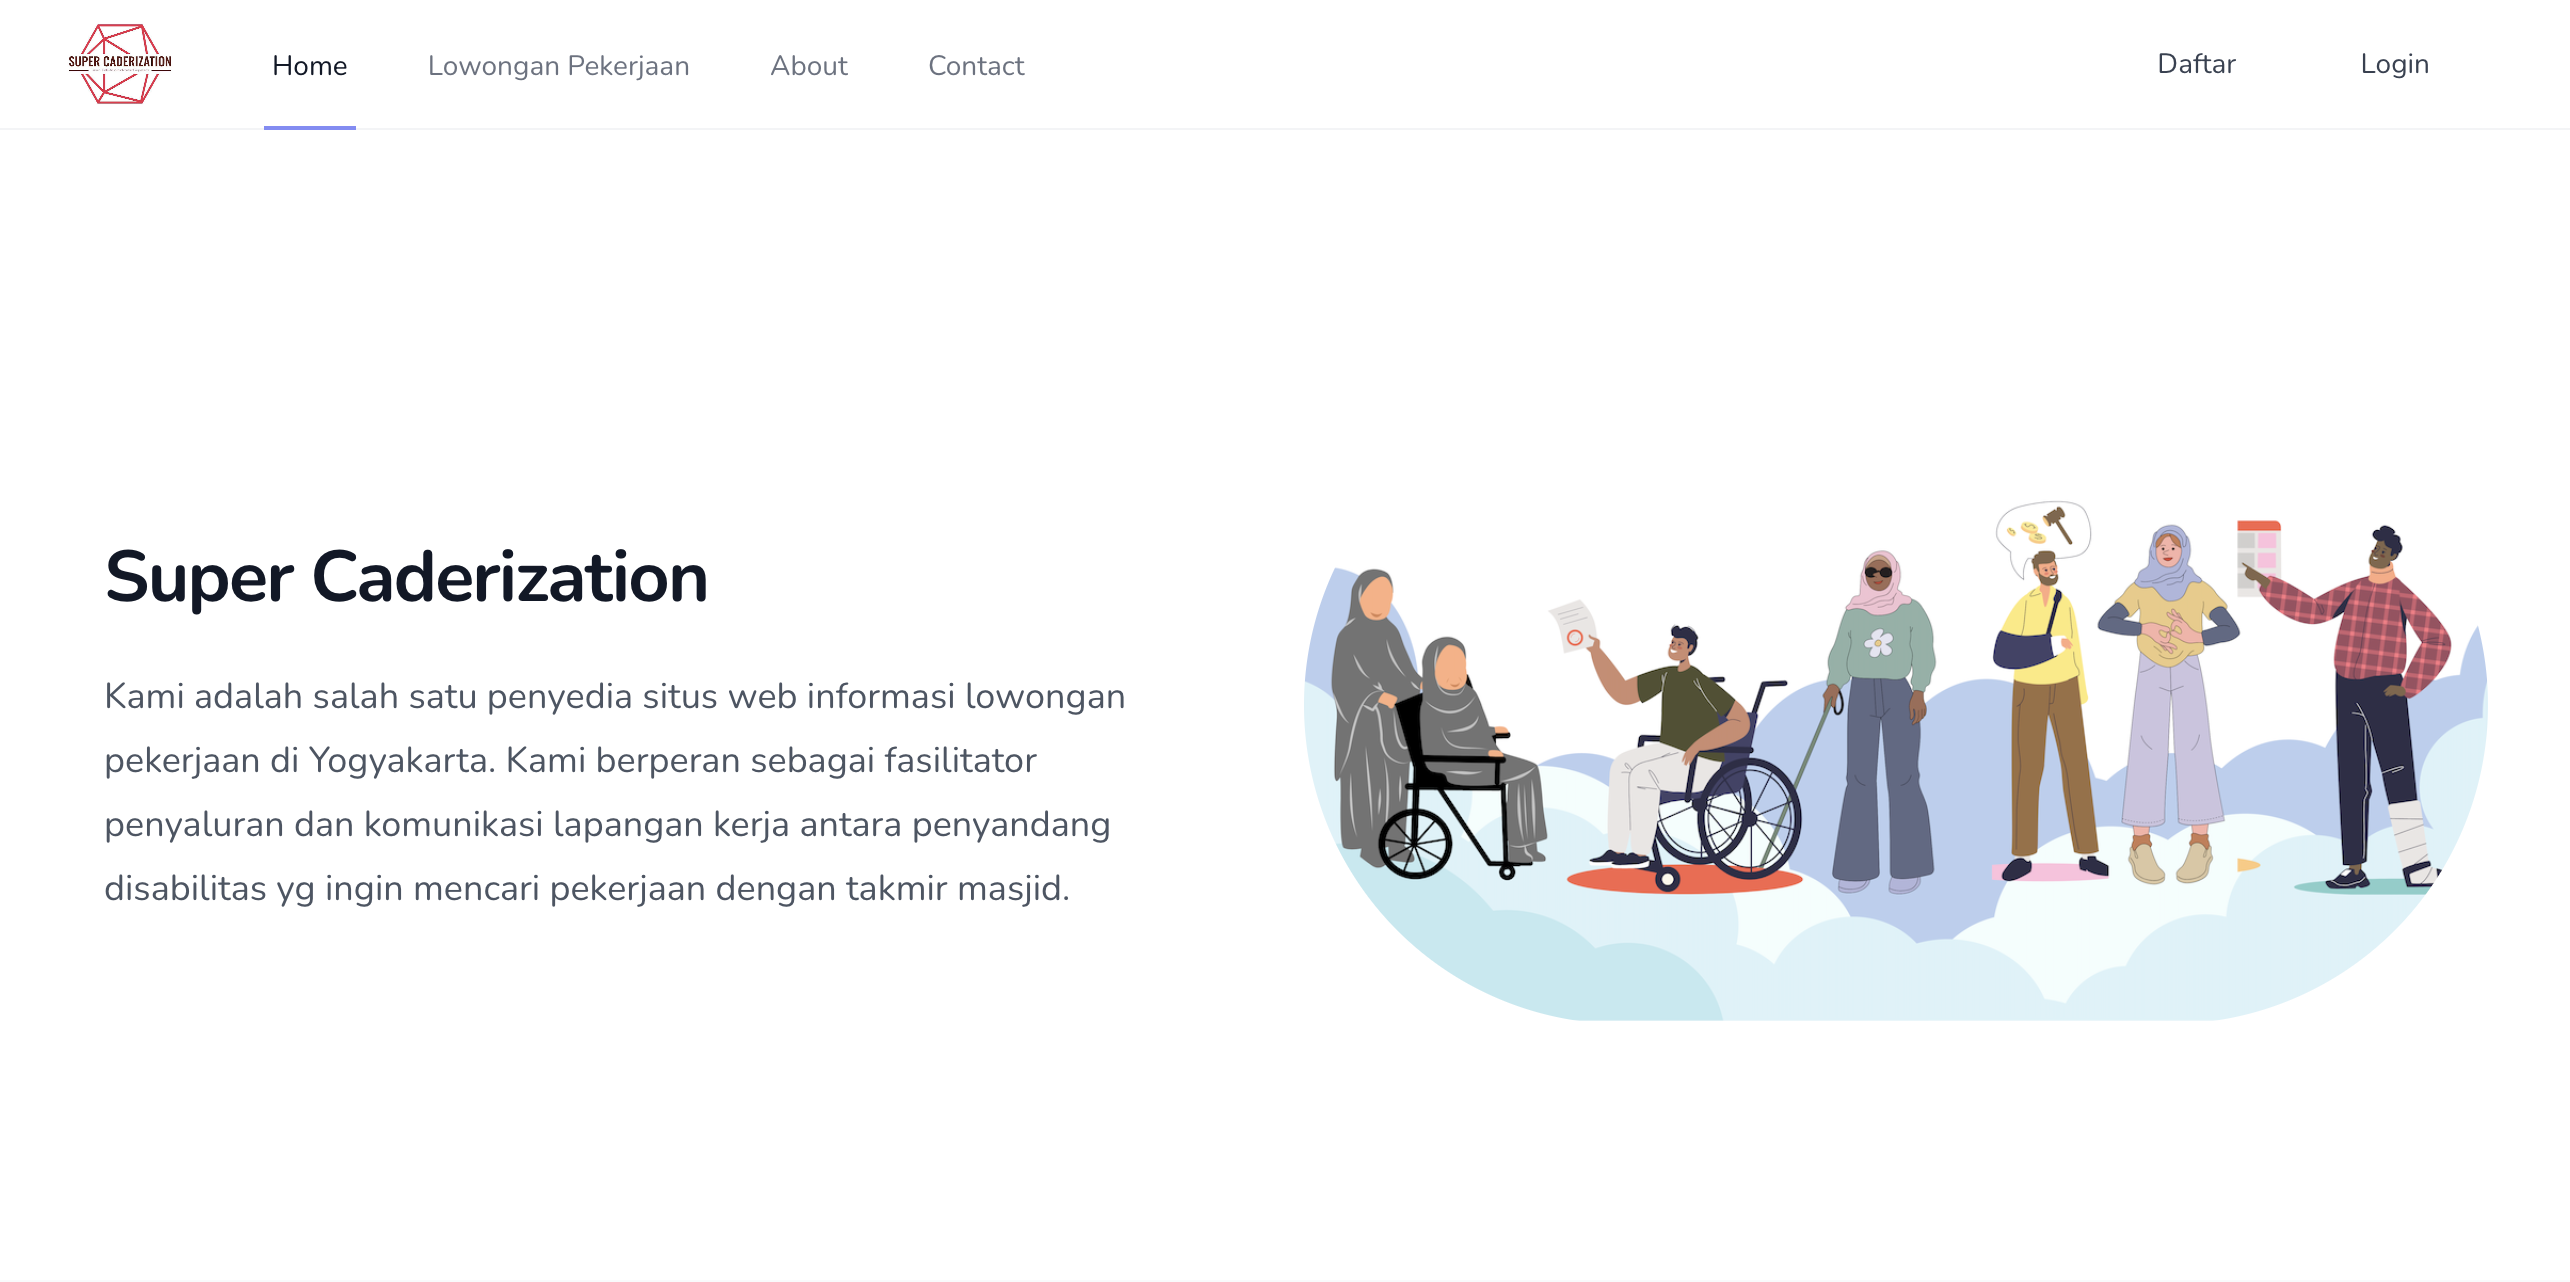 SUPER CADERIZATION
Home
Lowongan Pekerjaan
About
Contact
Daftar
Login
Super Caderization
Kami adalah salah satu penyedia situs web informasi lowongan
pekerjaan di Yogyakarta. Kami berperan sebagai fasilitator
penyaluran dan komunikasi lapangan kerja antara penyandang
disabilitas yg ingin mencari pekerjaan dengan takmir masjid.